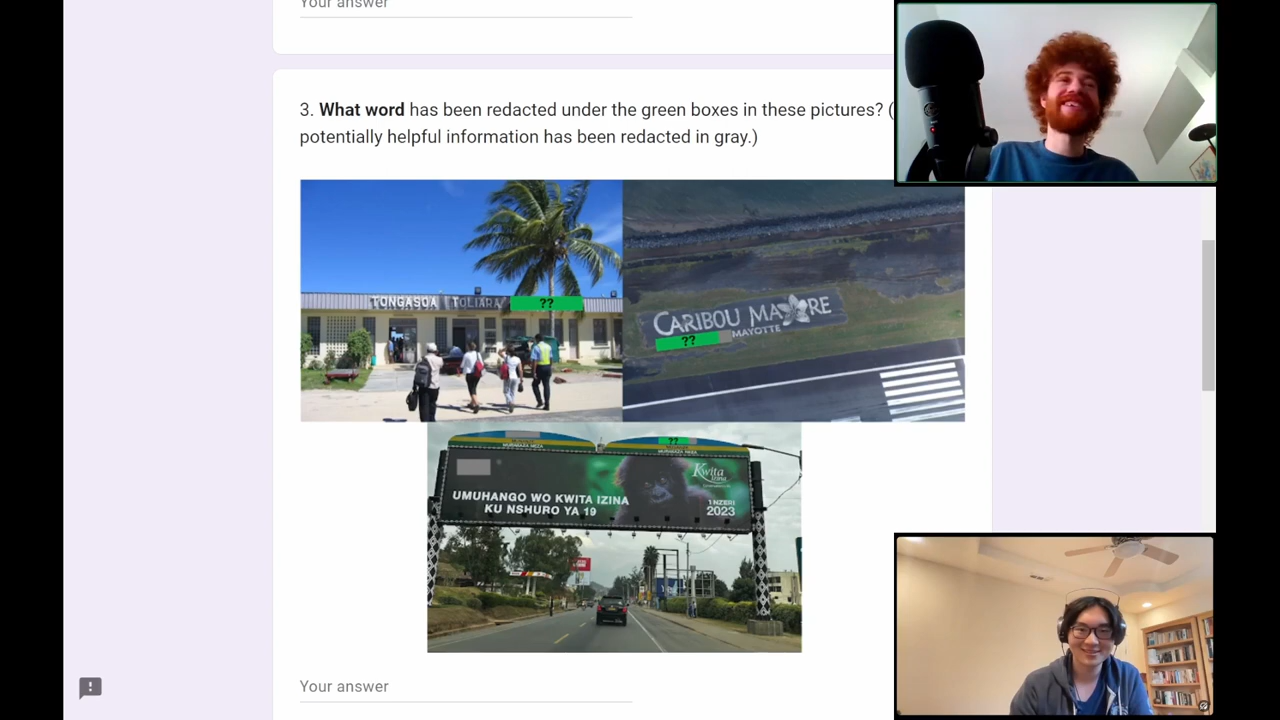 Your answer
3. What word has been redacted under the green boxes in these pictures? (
potentially helpful information has been redacted in gray.)
TONGASOA TOLIARA ??
CARIBOU MAORE
MAYOTTE
??
??
MURAKAZA NEZA
Kwita
Izina
UMUHANGO WO KWITA IZINA
KU NSHURO YA 19
1 NZERI
2023
Your answer